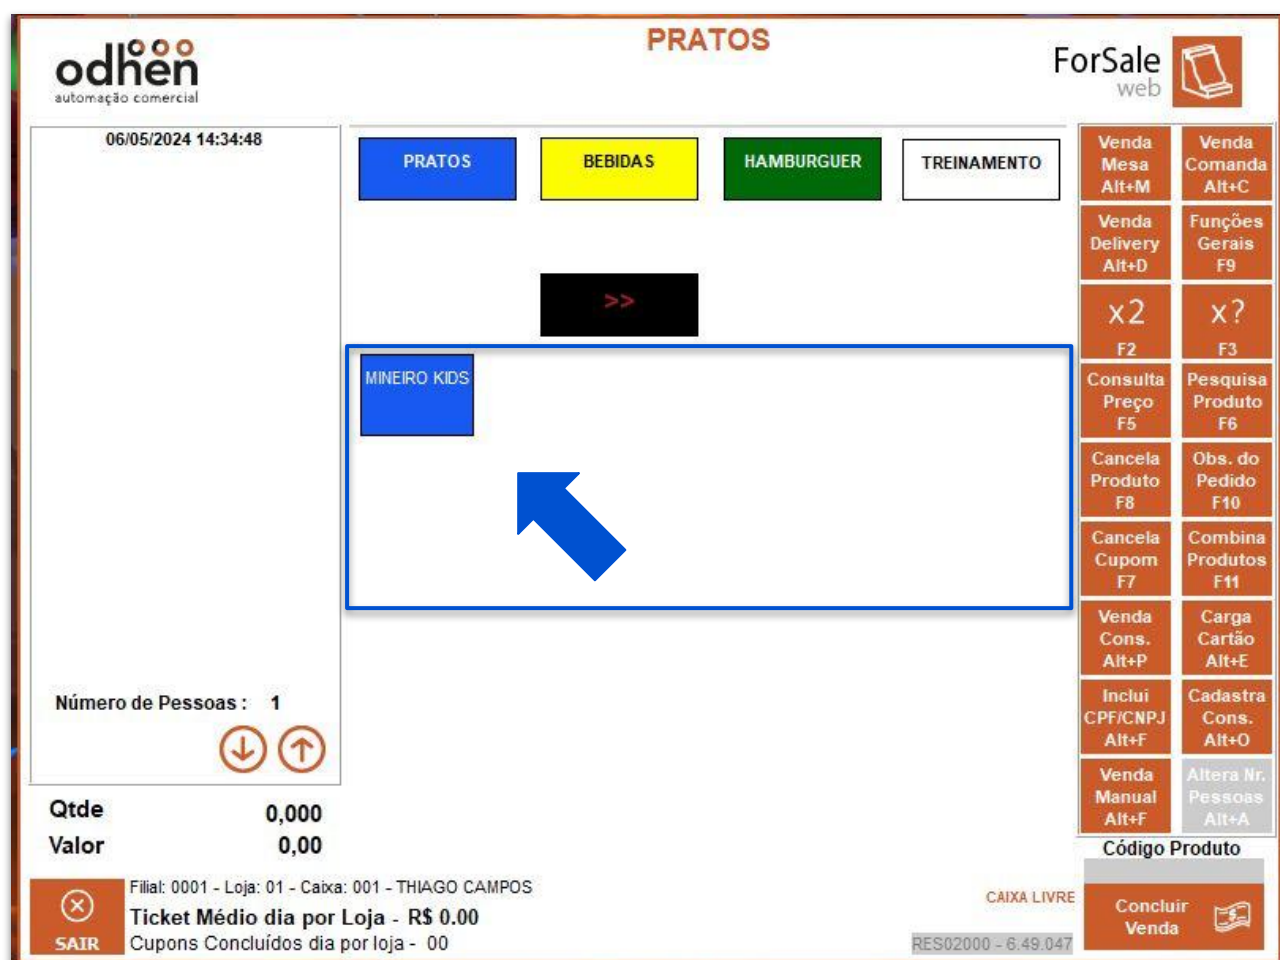 PRATOS
odhen
automação comercial
ForSale
web
06/05/2024 14:34:48
PRATOS
BEBIDAS
HAMBURGUER
TREINAMENTO
>>
MINEIRO KIDS
Venda
Mesa
Alt+M
Venda
Comanda
Alt+C
Venda
Delivery
Alt+D
Funções
Gerais
F9
x2
F2
x?
F3
Consulta
Preço
F5
Pesquisa
Produto
F6
Cancela
Produto
F8
Obs. do
Pedido
F10
Cancela
Cupom
F7
Combina
Produtos
F11
Venda
Cons.
Alt+P
Carga
Cartão
Alt+E
Inclui
CPF/CNPJ
Alt+F
Cadastra
Cons.
Alt+O
Venda
Manual
Alt+F
Altera Nr.
Pessoas
Alt+A
Número de Pessoas : 1
Qtde 0,000
Valor 0,00
Código Produto
SAIR
Filial: 0001 - Loja: 01 - Caixa: 001 - THIAGO CAMPOS
Ticket Médio dia por Loja - R$ 0.00
Cupons Concluídos dia por loja - 00
CAIXA LIVRE
RES02000 - 6.49.047
Concluir
Venda